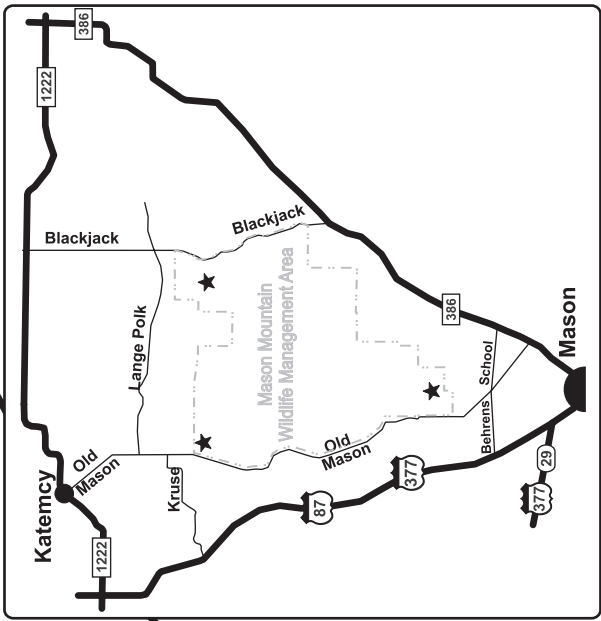 386
1222
Blackjack
Blackjack
Lange Polk
Mason Mountain
Wildlife Management Area
386
Mason
School
Behrens
Old
Mason
Old
Mason
Katemcy
Kruse
87
377
29
377
1222